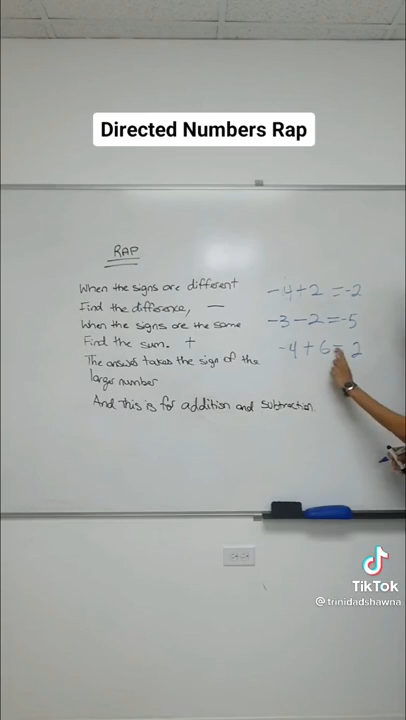 Directed Numbers Rap
RAP
When the signs are different
Find the difference, —
When the signs are the same
Find the sum. +
The answer takes the sign of the
larger number
And this is for addition and subtraction.
-4+2 =-2
-3-2=-5
-4+6=2
TikTok
@trinidadshawna